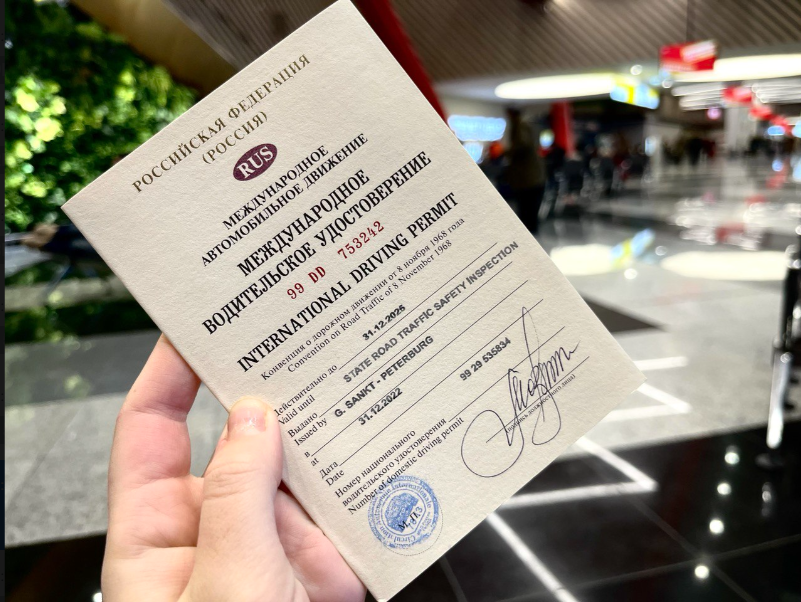 РОССИЙСКАЯ ФЕДЕРАЦИЯ
(РОССИЯ)
RUS
МЕЖДУНАРОДНОЕ
АВТОМОБИЛЬНОЕ ДВИЖЕНИЕ
МЕЖДУНАРОДНОЕ
ВОДИТЕЛЬСКОЕ УДОСТОВЕРЕНИЕ
99 DD 753242
INTERNATIONAL DRIVING PERMIT
Конвенция о дорожном движении от 8 ноября 1968 года
Convention on Road Traffic of 8 November 1968
Действительно до 31.12.2025
Valid until
Выдано STATE ROAD TRAFFIC SAFETY INSPECTION
Issued by
в G. SANKT - PETERBURG
at
Дата 31.12.2022
Date
Номер национального
водительского удостоверения 99 29 535834
Number of domestic driving permit
подпись должностного лица